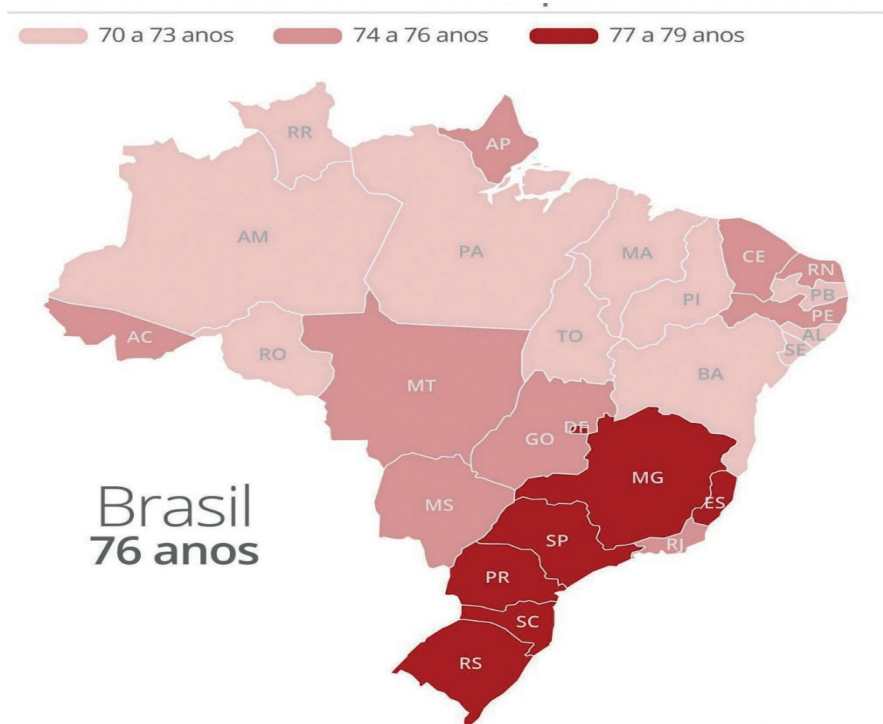 70 a 73 anos
74 a 76 anos
77 a 79 anos
RR
AP
AM
PA
MA
CE
RN
PB
PI
PE
AC
TO
AL
RO
SE
MT
BA
DF
GO
MG
MS
ES
Brasil
76 anos
SP
RJ
PR
SC
RS